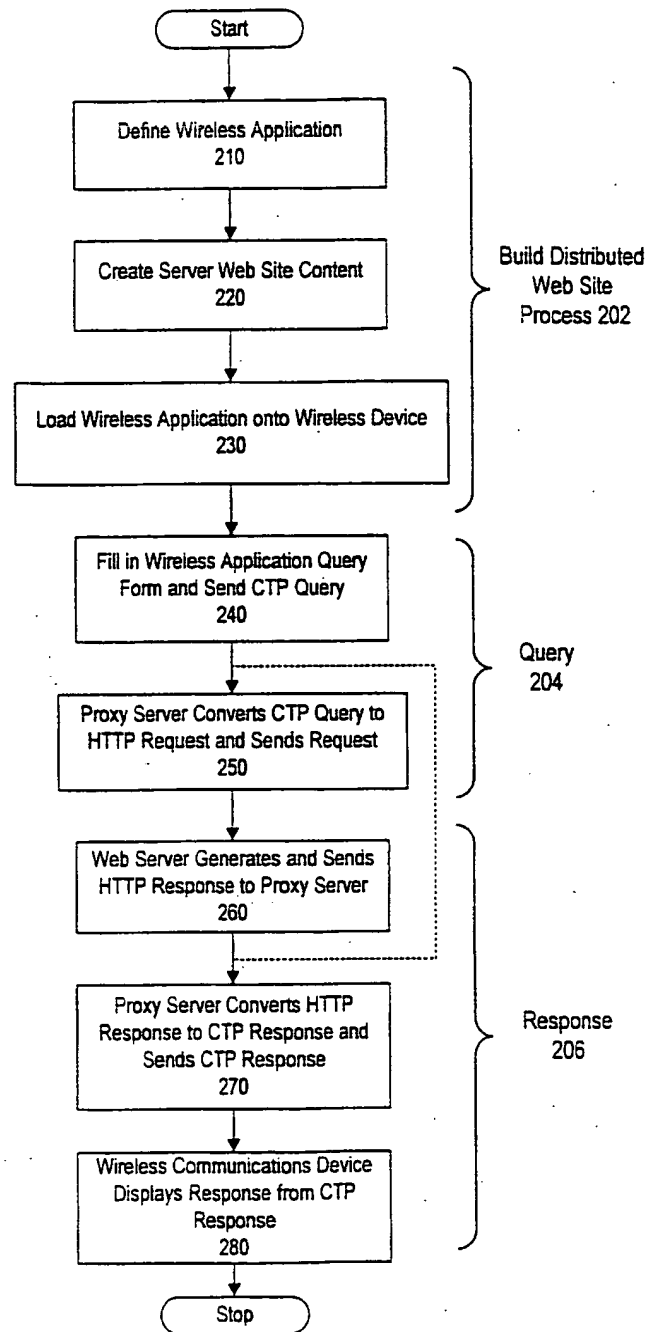 Start
Define Wireless Application
210
Create Server Web Site Content
220
Load Wireless Application onto Wireless Device
230
Build Distributed
Web Site
Process 202
Fill in Wireless Application Query
Form and Send CTP Query
240
Proxy Server Converts CTP Query to
HTTP Request and Sends Request
250
Query
204
Web Server Generates and Sends
HTTP Response to Proxy Server
260
Proxy Server Converts HTTP
Response to CTP Response and
Sends CTP Response
270
Wireless Communications Device
Displays Response from CTP
Response
280
Response
206
Stop